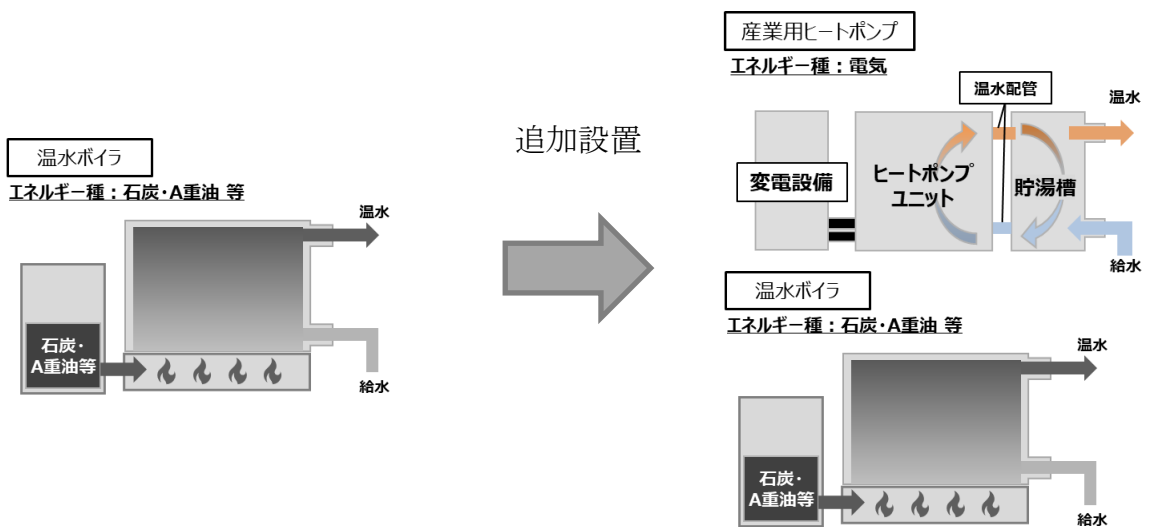 温水ボイラ
エネルギー種：石炭・A重油 等
温水
石炭・
A重油等
給水
追加設置
産業用ヒートポンプ
エネルギー種：電気
温水配管
温水
変電設備
ヒートポンプ
ユニット
貯湯槽
給水
温水ボイラ
エネルギー種：石炭・A重油 等
温水
石炭・
A重油等
給水